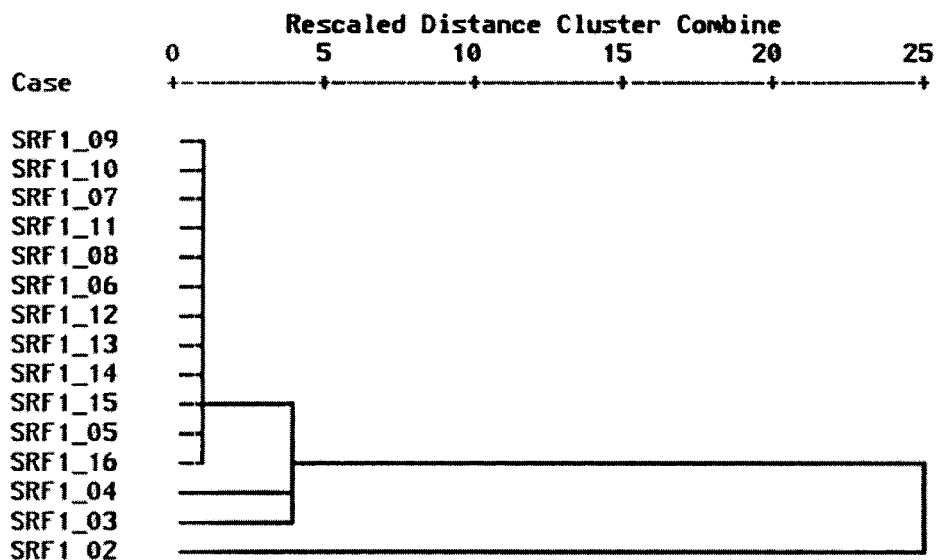 Rescaled Distance Cluster Combine
0 5 10 15 20 25
Case
SRF1_09
SRF1_10
SRF1_07
SRF1_11
SRF1_08
SRF1_06
SRF1_12
SRF1_13
SRF1_14
SRF1_15
SRF1_05
SRF1_16
SRF1_04
SRF1_03
SRF1_02